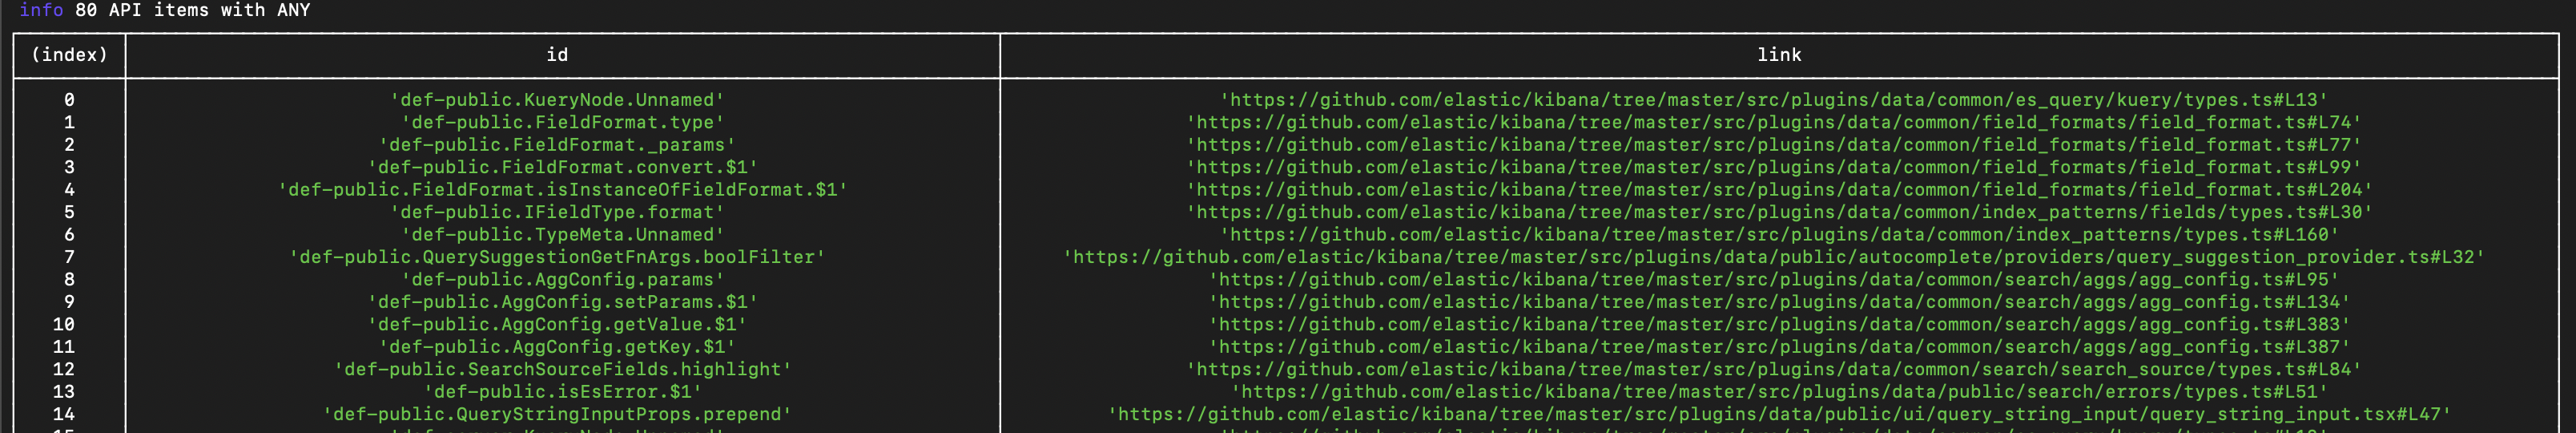 info 80 API items with ANY
(index) id link
0 'def-public.KueryNode.Unnamed' 'https://github.com/elastic/kibana/tree/master/src/plugins/data/common/es_query/kuery/types.ts#L13'
1 'def-public.FieldFormat.type' 'https://github.com/elastic/kibana/tree/master/src/plugins/data/common/field_formats/field_format.ts#L74'
2 'def-public.FieldFormat._params' 'https://github.com/elastic/kibana/tree/master/src/plugins/data/common/field_formats/field_format.ts#L77'
3 'def-public.FieldFormat.convert.$1' 'https://github.com/elastic/kibana/tree/master/src/plugins/data/common/field_formats/field_format.ts#L99'
4 'def-public.FieldFormat.isInstanceOfFieldFormat.$1' 'https://github.com/elastic/kibana/tree/master/src/plugins/data/common/field_formats/field_format.ts#L204'
5 'def-public.IFieldType.format' 'https://github.com/elastic/kibana/tree/master/src/plugins/data/common/index_patterns/fields/types.ts#L30'
6 'def-public.TypeMeta.Unnamed' 'https://github.com/elastic/kibana/tree/master/src/plugins/data/common/index_patterns/types.ts#L160'
7 'def-public.QuerySuggestionGetFnArgs.boolFilter' 'https://github.com/elastic/kibana/tree/master/src/plugins/data/public/autocomplete/providers/query_suggestion_provider.ts#L32'
8 'def-public.AggConfig.params' 'https://github.com/elastic/kibana/tree/master/src/plugins/data/common/search/aggs/agg_config.ts#L95'
9 'def-public.AggConfig.setParams.$1' 'https://github.com/elastic/kibana/tree/master/src/plugins/data/common/search/aggs/agg_config.ts#L134'
10 'def-public.AggConfig.getValue.$1' 'https://github.com/elastic/kibana/tree/master/src/plugins/data/common/search/aggs/agg_config.ts#L383'
11 'def-public.AggConfig.getKey.$1' 'https://github.com/elastic/kibana/tree/master/src/plugins/data/common/search/aggs/agg_config.ts#L387'
12 'def-public.SearchSourceFields.highlight' 'https://github.com/elastic/kibana/tree/master/src/plugins/data/common/search/search_source/types.ts#L84'
13 'def-public.isEsError.$1' 'https://github.com/elastic/kibana/tree/master/src/plugins/data/public/search/errors/types.ts#L51'
14 'def-public.QueryStringInputProps.prepend' 'https://github.com/elastic/kibana/tree/master/src/plugins/data/public/ui/query_string_input/query_string_input.tsx#L47'